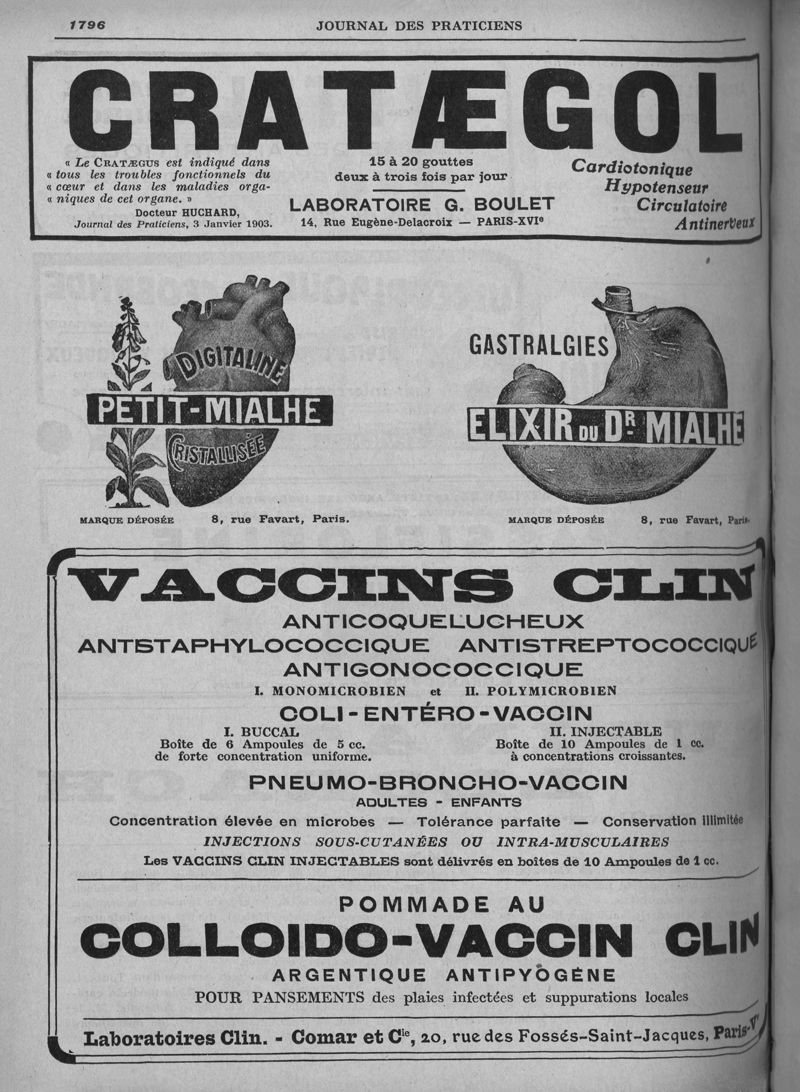 1796
JOURNAL DES PRATICIENS
CRATÆGOL
« Le CRATÆGUS est indiqué dans
« tous les troubles fonctionnels du
« cœur et dans les maladies orga-
« niques de cet organe. »
Docteur HUCHARD,
Journal des Praticiens, 3 Janvier 1903.
15 à 20 gouttes
deux à trois fois par jour
LABORATOIRE G. BOULET
14, Rue Eugène-Delacroix — PARIS-XVIe
Cardiotonique
Hypotenseur
Circulatoire
Antinerveux
DIGITALINE
PETIT-MIALHE
CRISTALLISÉE
MARQUE DÉPOSÉE 8, rue Favart, Paris.
GASTRALGIES
ELIXIR DU DR MIALHE
MARQUE DÉPOSÉE 8, rue Favart, Paris.
VACCINS CLIN
ANTICOQUELUCHEUX
ANTISTAPHYLOCOCCIQUE ANTISTREPTOCOCCIQUE
ANTIGONOCOCCIQUE
I. MONOMICROBIEN et II. POLYMICROBIEN
COLI-ENTÉRO-VACCIN
I. BUCCAL
Boîte de 6 Ampoules de 5 cc.
de forte concentration uniforme.
II. INJECTABLE
Boîte de 10 Ampoules de 1 cc.
à concentrations croissantes.
PNEUMO-BRONCHO-VACCIN
ADULTES - ENFANTS
Concentration élevée en microbes — Tolérance parfaite — Conservation illimitée
INJECTIONS SOUS-CUTANÉES OU INTRA-MUSCULAIRES
Les VACCINS CLIN INJECTABLES sont délivrés en boîtes de 10 Ampoules de 1 cc.
POMMADE AU
COLLOIDO-VACCIN CLIN
ARGENTIQUE ANTIPYOGÈNE
POUR PANSEMENTS des plaies infectées et suppurations locales
Laboratoires Clin. - Comar et Cie, 20, rue des Fossés-Saint-Jacques, Paris-Ve